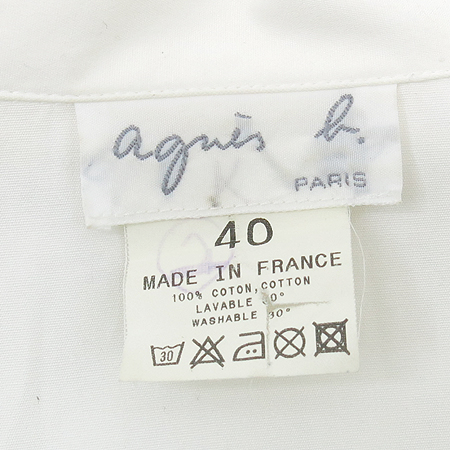 agnès b.
PARIS
40
MADE IN FRANCE
100% COTON, COTTON
LAVABLE 30°
WASHABLE 30°
30